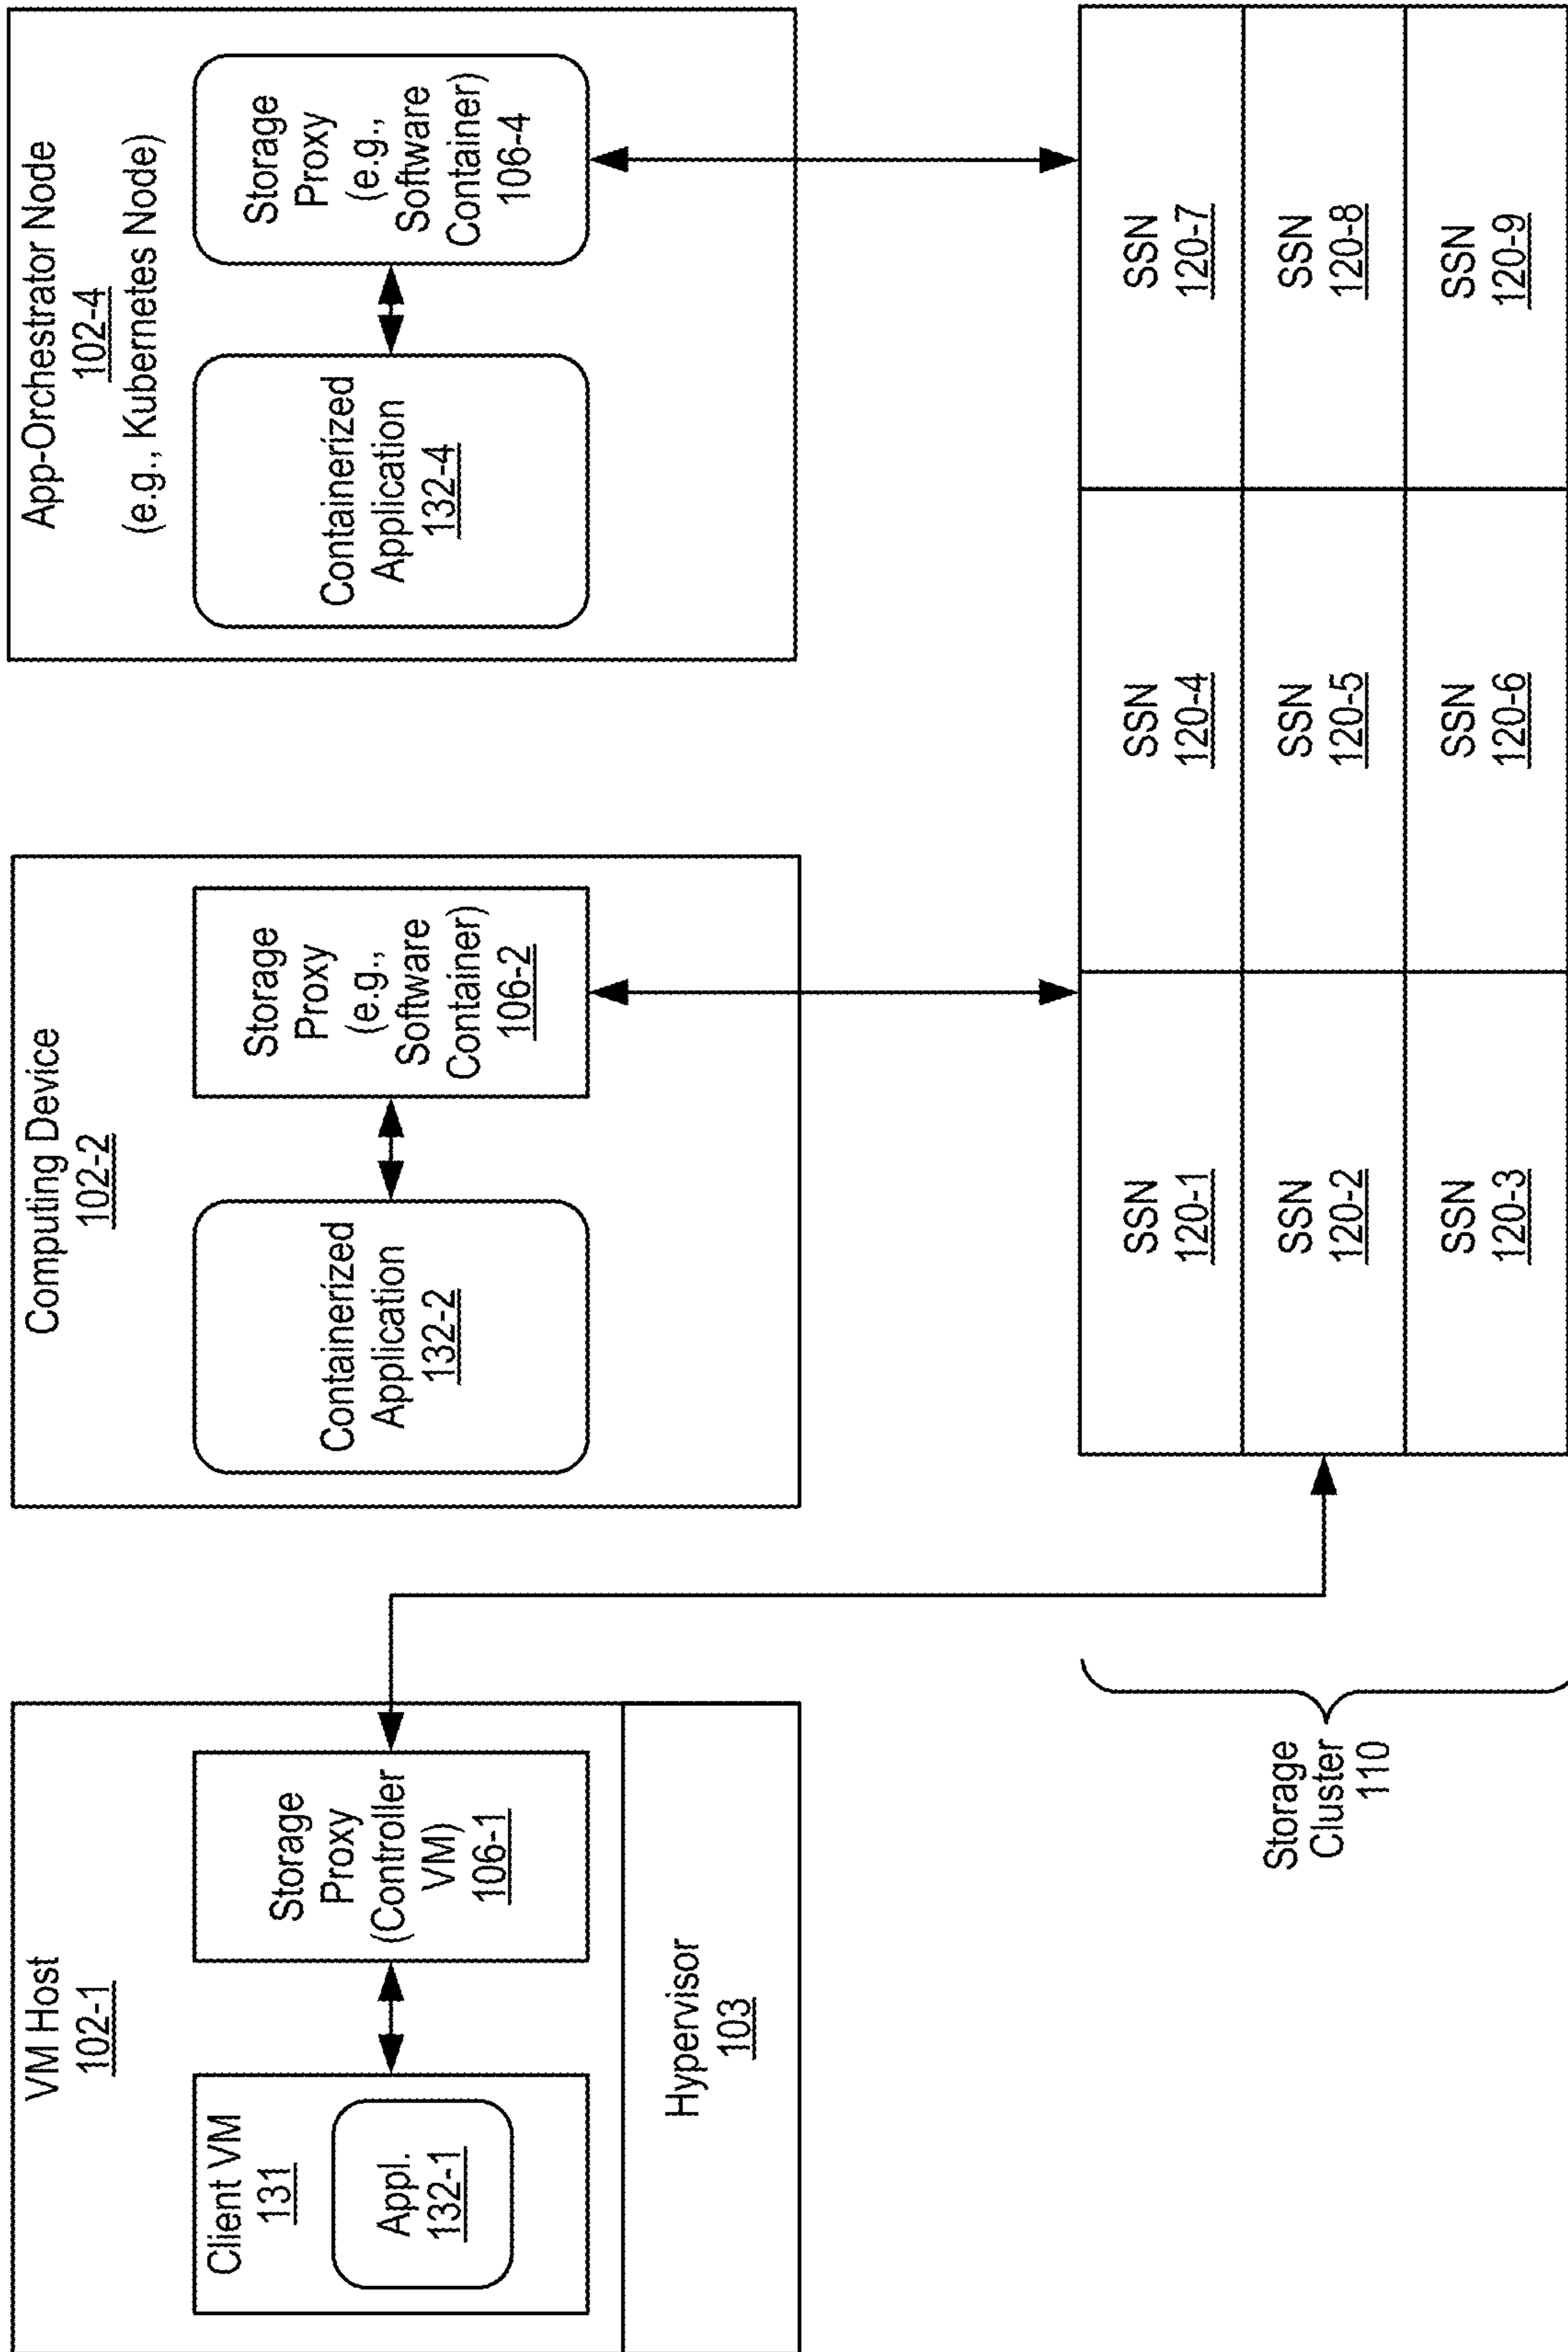 VM Host
102-1
Client VM
131
Appl.
132-1
Storage
Proxy
(Controller
VM)
106-1
Hypervisor
103
Computing Device
102-2
Containerized
Application
132-2
Storage
Proxy
(e.g.,
Software
Container)
106-2
App-Orchestrator Node
102-4
(e.g., Kubernetes Node)
Containerized
Application
132-4
Storage
Proxy
(e.g.,
Software
Container)
106-4
Storage
Cluster
110
SSN
120-1
SSN
120-4
SSN
120-7
SSN
120-2
SSN
120-5
SSN
120-8
SSN
120-3
SSN
120-6
SSN
120-9